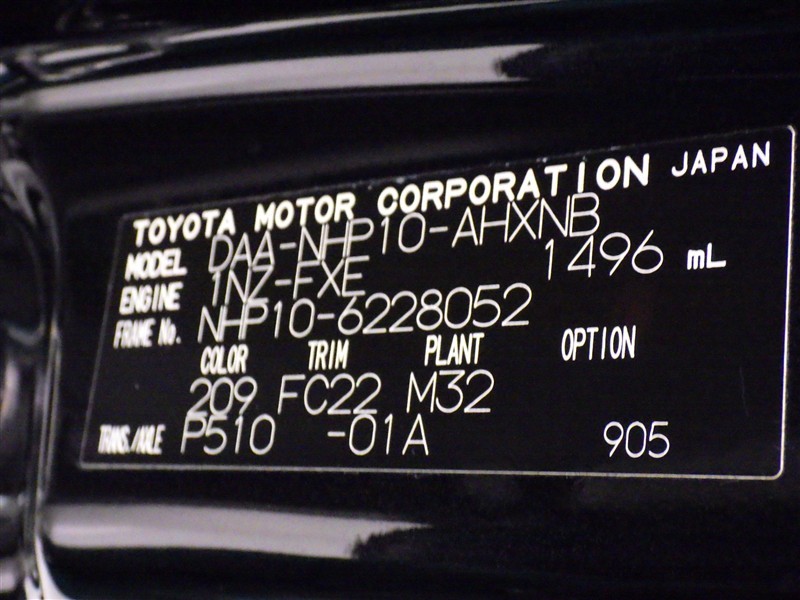 TOYOTA MOTOR CORPORATION JAPAN
MODEL DAA-NHP10-AHXNB
ENGINE 1NZ-FXE 1496 mL
FRAME No. NHP10-6228052
COLOR TRIM PLANT OPTION
209 FC22 M32
TRANS./AXLE P510 -01A 905